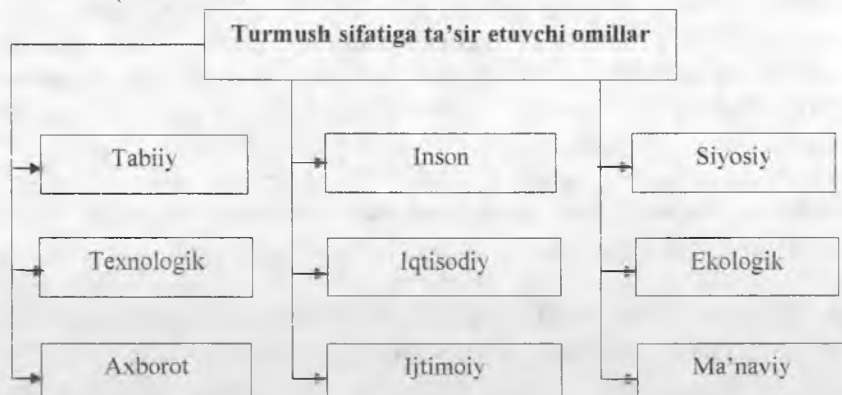 Turmush sifatiga ta'sir etuvchi omillar
Tabiiy
Inson
Siyosiy
Texnologik
Iqtisodiy
Ekologik
Axborot
Ijtimoiy
Ma'naviy